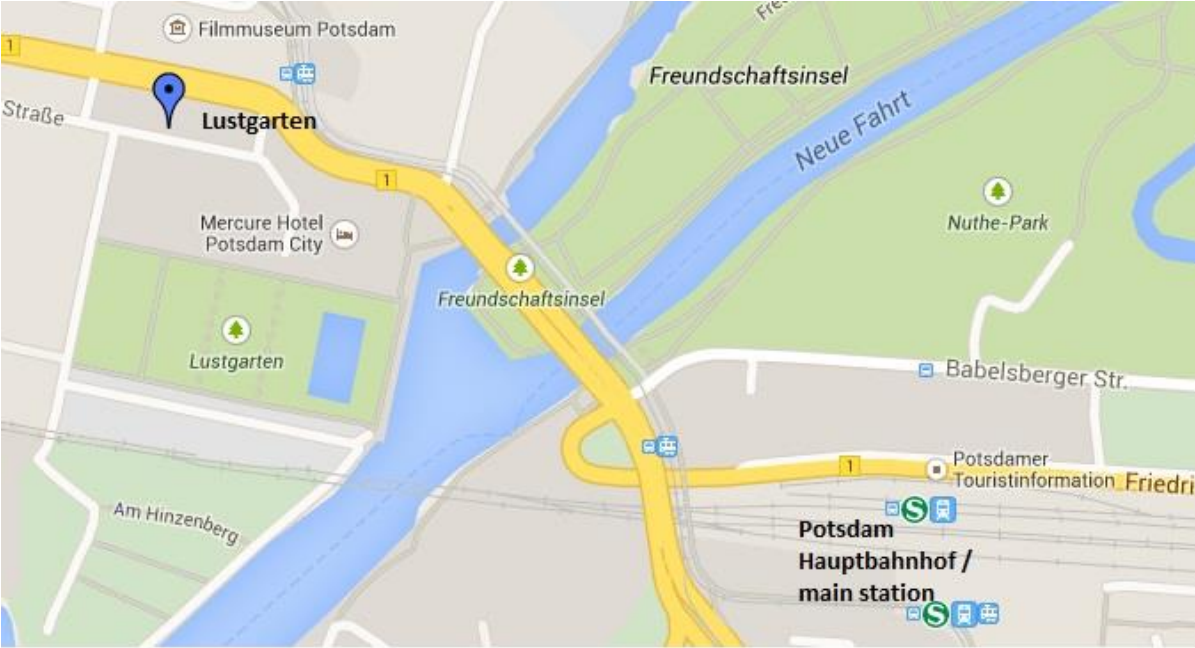 Filmmuseum Potsdam
Fre
1
Freundschaftsinsel
Straße
Lustgarten
Neue Fahrt
1
Mercure Hotel
Potsdam City
Nuthe-Park
Freundschaftsinsel
Lustgarten
Babelsberger Str.
1
Potsdamer
Touristinformation
Friedri
Am Hinzenberg
S
Potsdam
Hauptbahnhof /
main station
S